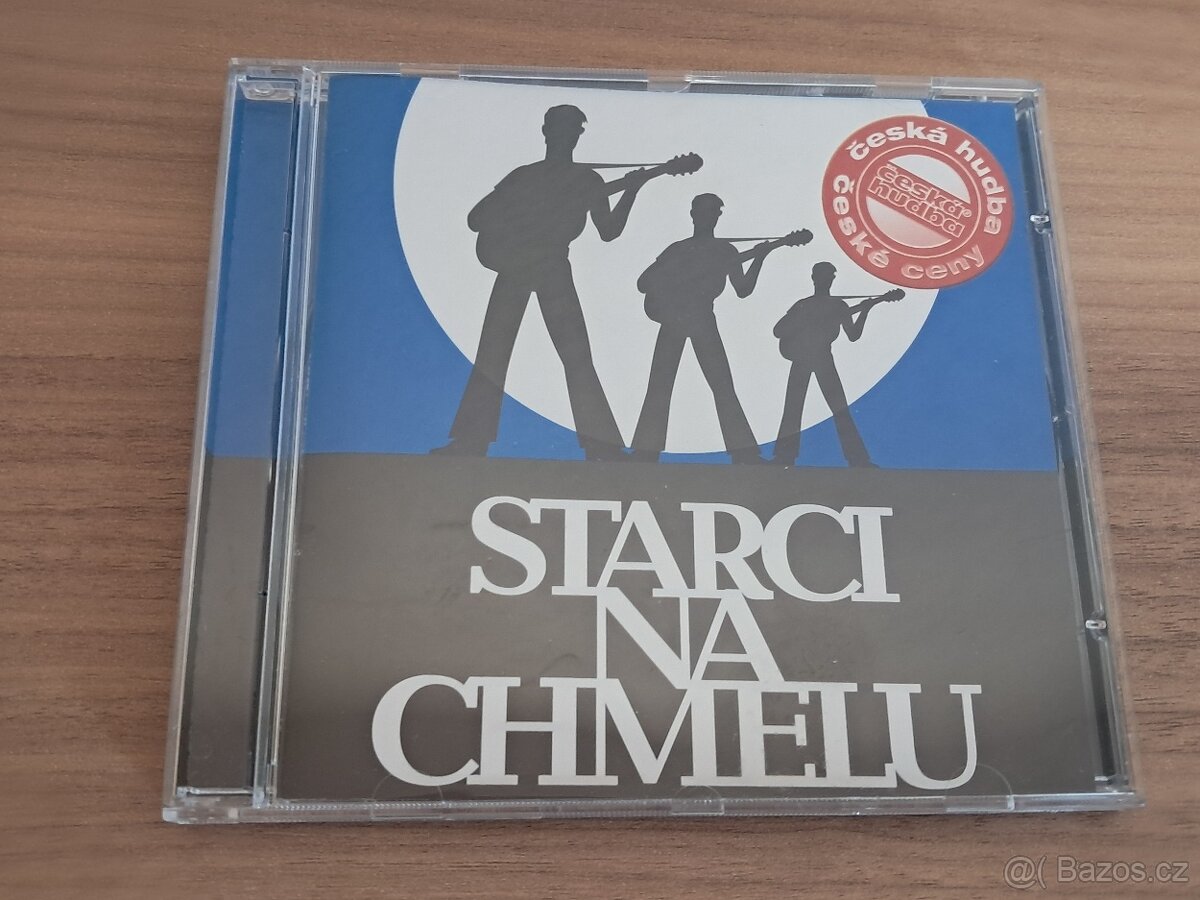 česká hudba
česká
hudba
české ceny
STARCI
NA
CHMELU
@( Bazos.cz